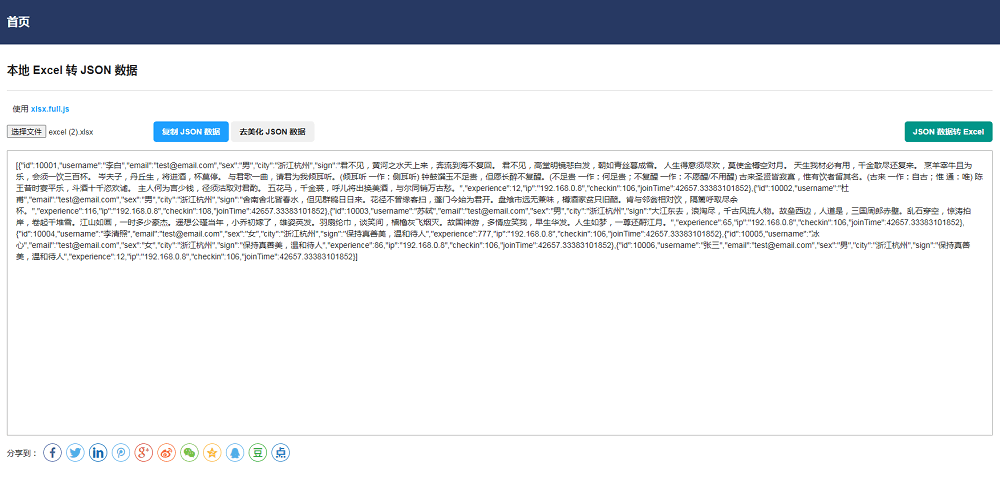 首页
本地 Excel 转 JSON 数据
使用 xlsx.full.js
选择文件 excel (2).xlsx 复制 JSON 数据 去美化 JSON 数据 JSON 数据转 Excel
[{"id":10001,"username":"李白","email":"test@email.com","sex":"男","city":"浙江杭州","sign":"君不见，黄河之水天上来，奔流到海不复回。 君不见，高堂明镜悲白发，朝如青丝暮成雪。 人生得意须尽欢，莫使金樽空对月。 天生我材必有用，千金散尽还复来。 烹羊宰牛且为
乐，会须一饮三百杯。 岑夫子，丹丘生，将进酒，杯莫停。 与君歌一曲，请君为我倾耳听。(倾耳听 一作：侧耳听) 钟鼓馔玉不足贵，但愿长醉不复醒。(不足贵 一作：何足贵；不复醒 一作：不愿醒/不用醒) 古来圣贤皆寂寞，惟有饮者留其名。(古来 一作：自古；惟 通：唯) 陈
王昔时宴平乐，斗酒十千恣欢谑。 主人何为言少钱，径须沽取对君酌。 五花马，千金裘，呼儿将出换美酒，与尔同销万古愁。","experience":12,"ip":"192.168.0.8","checkin":106,"joinTime":42657.33383101852},{"id":10002,"username":"杜
甫","email":"test@email.com","sex":"男","city":"浙江杭州","sign":"舍南舍北皆春水，但见群鸥日日来。花径不曾缘客扫，蓬门今始为君开。盘飧市远无兼味，樽酒家贫只旧醅。肯与邻翁相对饮，隔篱呼取尽余
杯。","experience":116,"ip":"192.168.0.8","checkin":108,"joinTime":42657.33383101852},{"id":10003,"username":"苏轼","email":"test@email.com","sex":"男","city":"浙江杭州","sign":"大江东去，浪淘尽，千古风流人物。故垒西边，人道是，三国周郎赤壁。乱石穿空，惊涛拍
岸，卷起千堆雪。江山如画，一时多少豪杰。遥想公瑾当年，小乔初嫁了，雄姿英发。羽扇纶巾，谈笑间，樯橹灰飞烟灭。故国神游，多情应笑我，早生华发。人生如梦，一尊还酹江月。","experience":65,"ip":"192.168.0.8","checkin":106,"joinTime":42657.33383101852},
{"id":10004,"username":"李清照","email":"test@email.com","sex":"女","city":"浙江杭州","sign":"保持真善美，温和待人","experience":777,"ip":"192.168.0.8","checkin":106,"joinTime":42657.33383101852},{"id":10005,"username":"冰
心","email":"test@email.com","sex":"女","city":"浙江杭州","sign":"保持真善美，温和待人","experience":86,"ip":"192.168.0.8","checkin":106,"joinTime":42657.33383101852},{"id":10006,"username":"张三","email":"test@email.com","sex":"男","city":"浙江杭州","sign":"保持真善
美，温和待人","experience":12,"ip":"192.168.0.8","checkin":106,"joinTime":42657.33383101852}]
分享到： f in g+ 豆 点